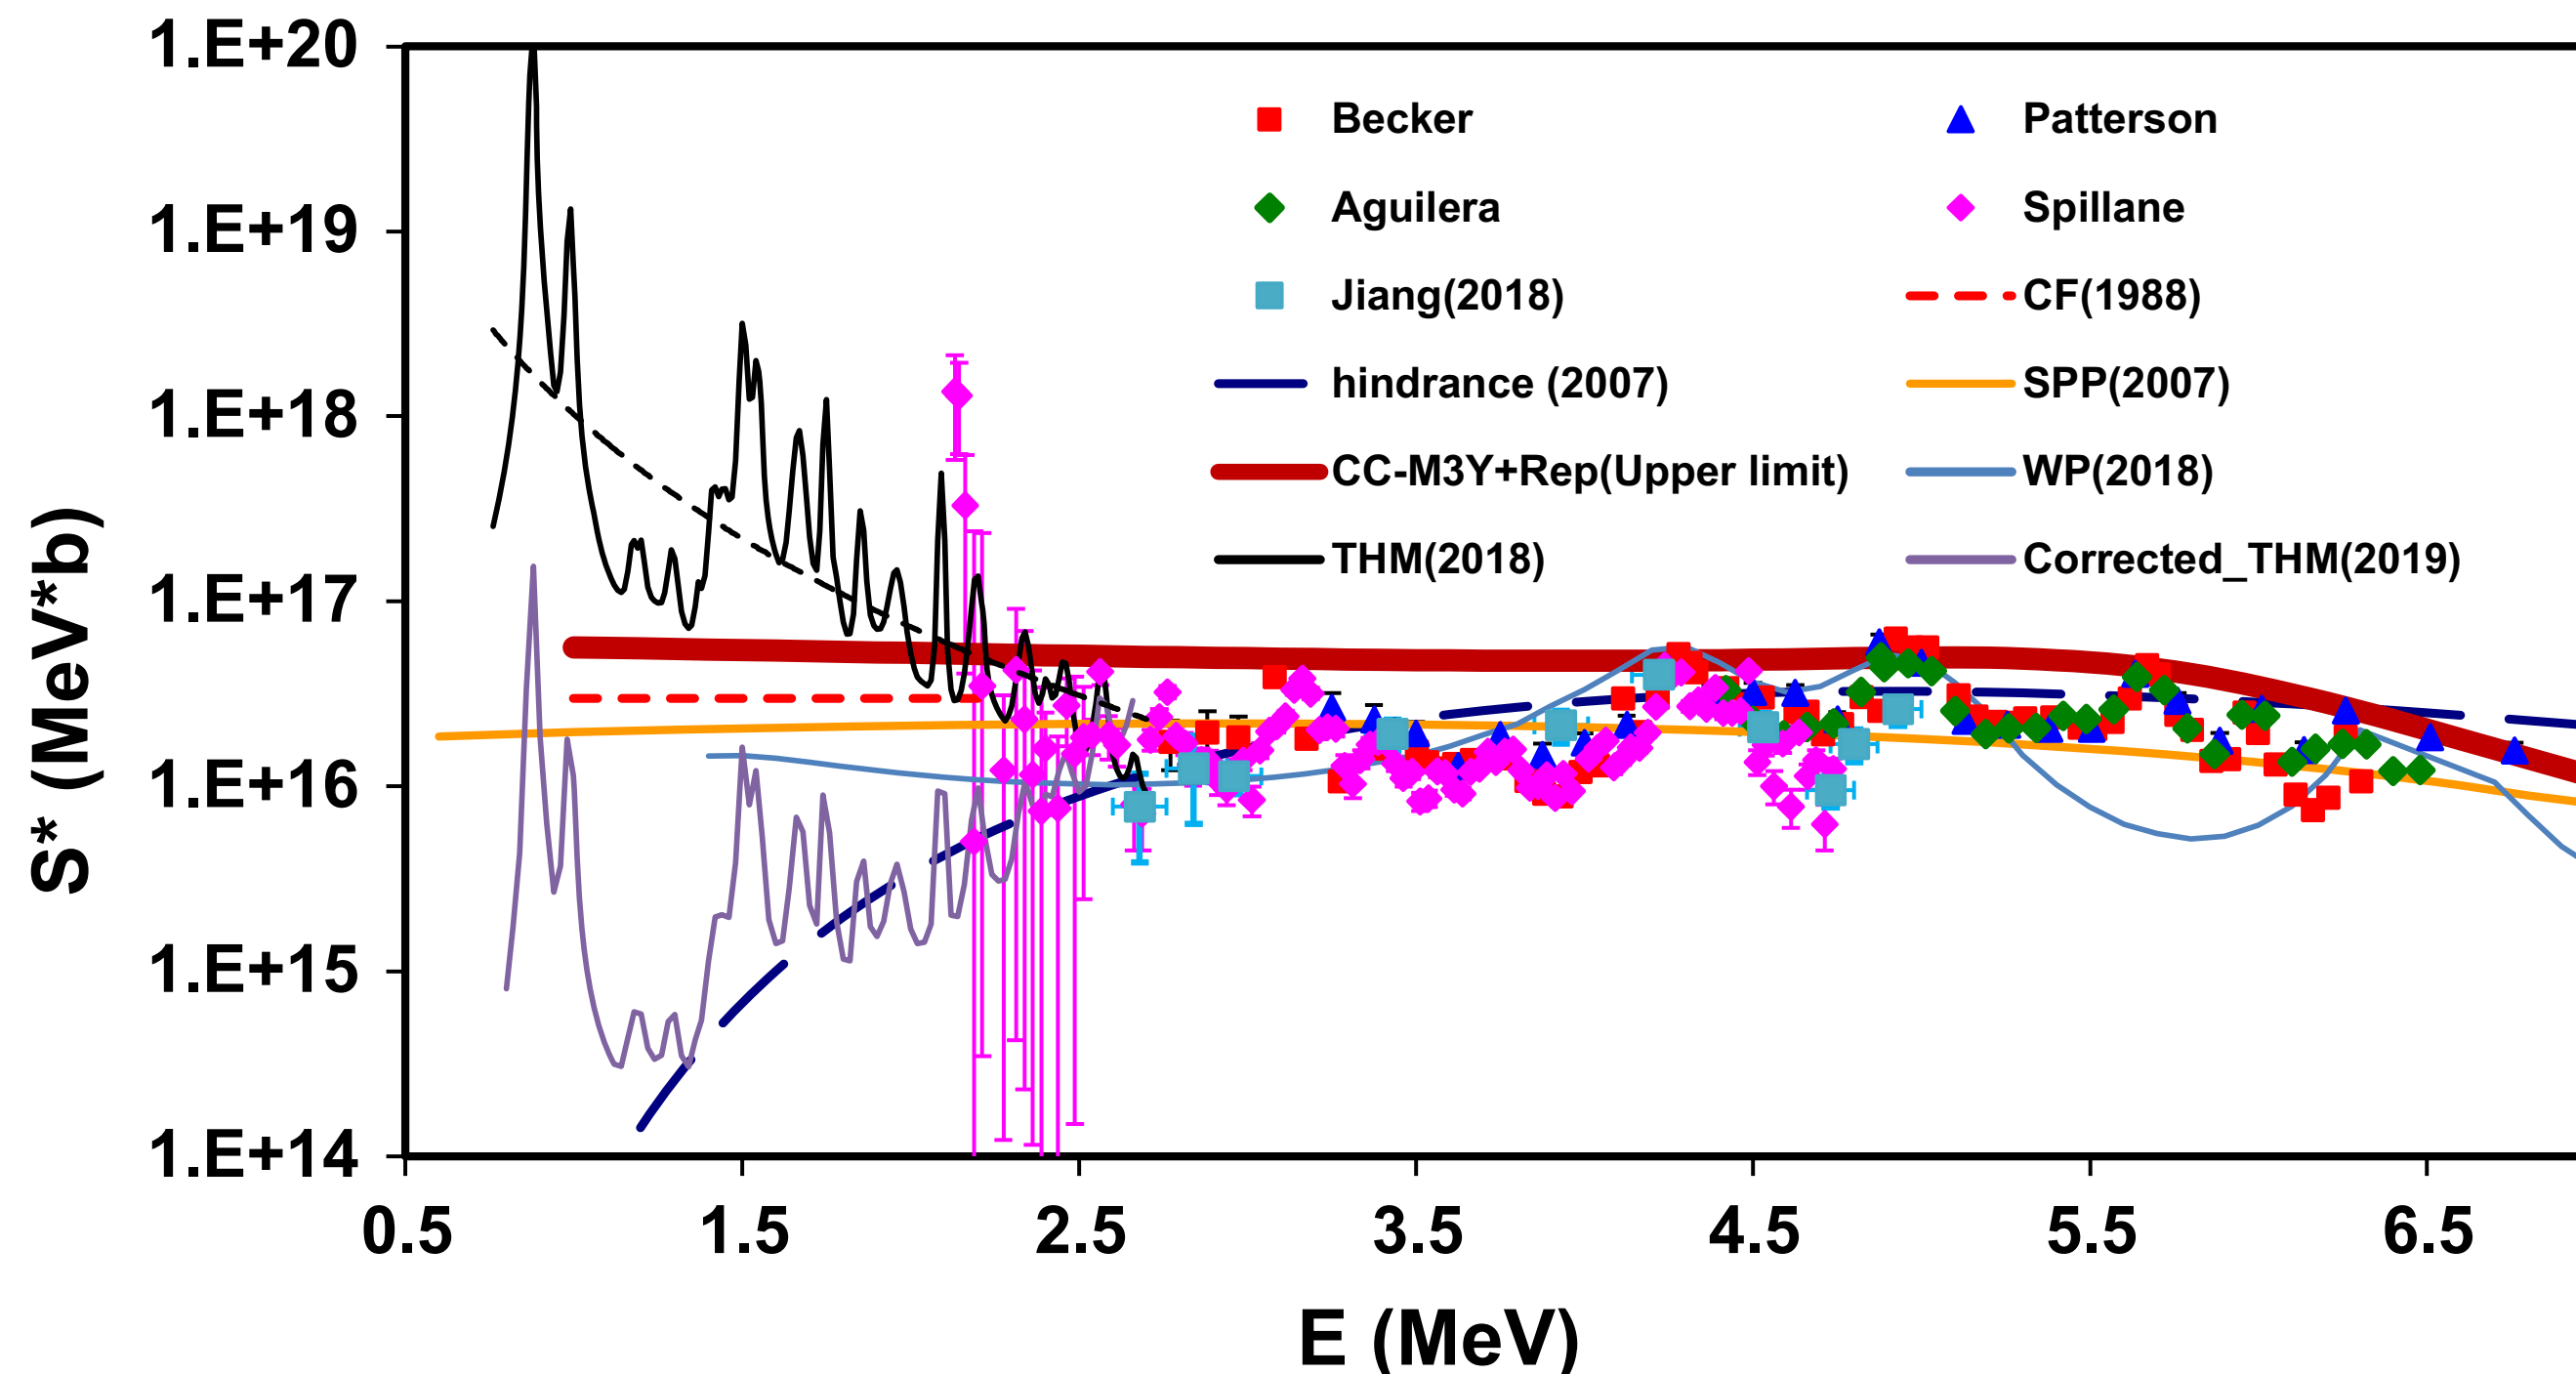 1.E+20
1.E+19
1.E+18
1.E+17
1.E+16
1.E+15
1.E+14
S* (MeV*b)
Becker
Patterson
Aguilera
Spillane
Jiang(2018)
CF(1988)
hindrance (2007)
SPP(2007)
CC-M3Y+Rep(Upper limit)
WP(2018)
THM(2018)
Corrected_THM(2019)
0.5
1.5
2.5
3.5
4.5
5.5
6.5
E (MeV)